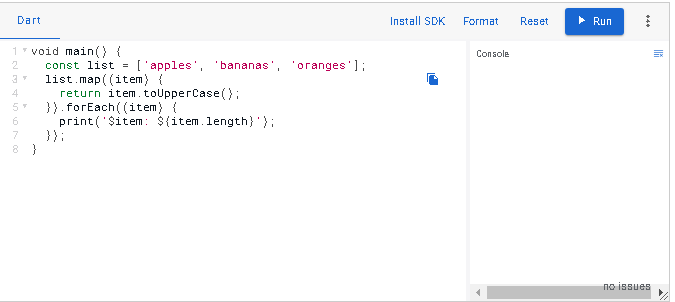 Dart
Install SDK Format Reset Run
Console
1 void main() {
2 const list = ['apples', 'bananas', 'oranges'];
3 list.map((item) {
4 return item.toUpperCase();
5 }).forEach((item) {
6 print('$item: ${item.length}');
7 });
8 }
no issues